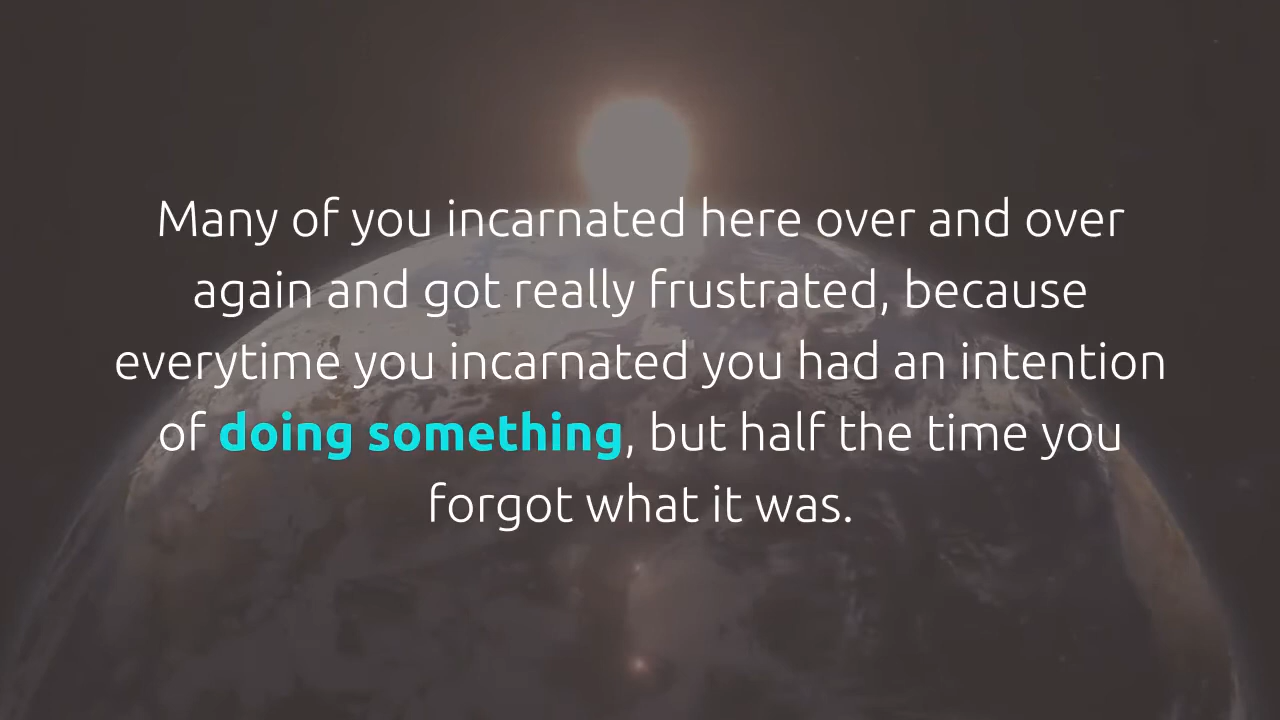 Many of you incarnated here over and over
again and got really frustrated, because
everytime you incarnated you had an intention
of doing something, but half the time you
forgot what it was.